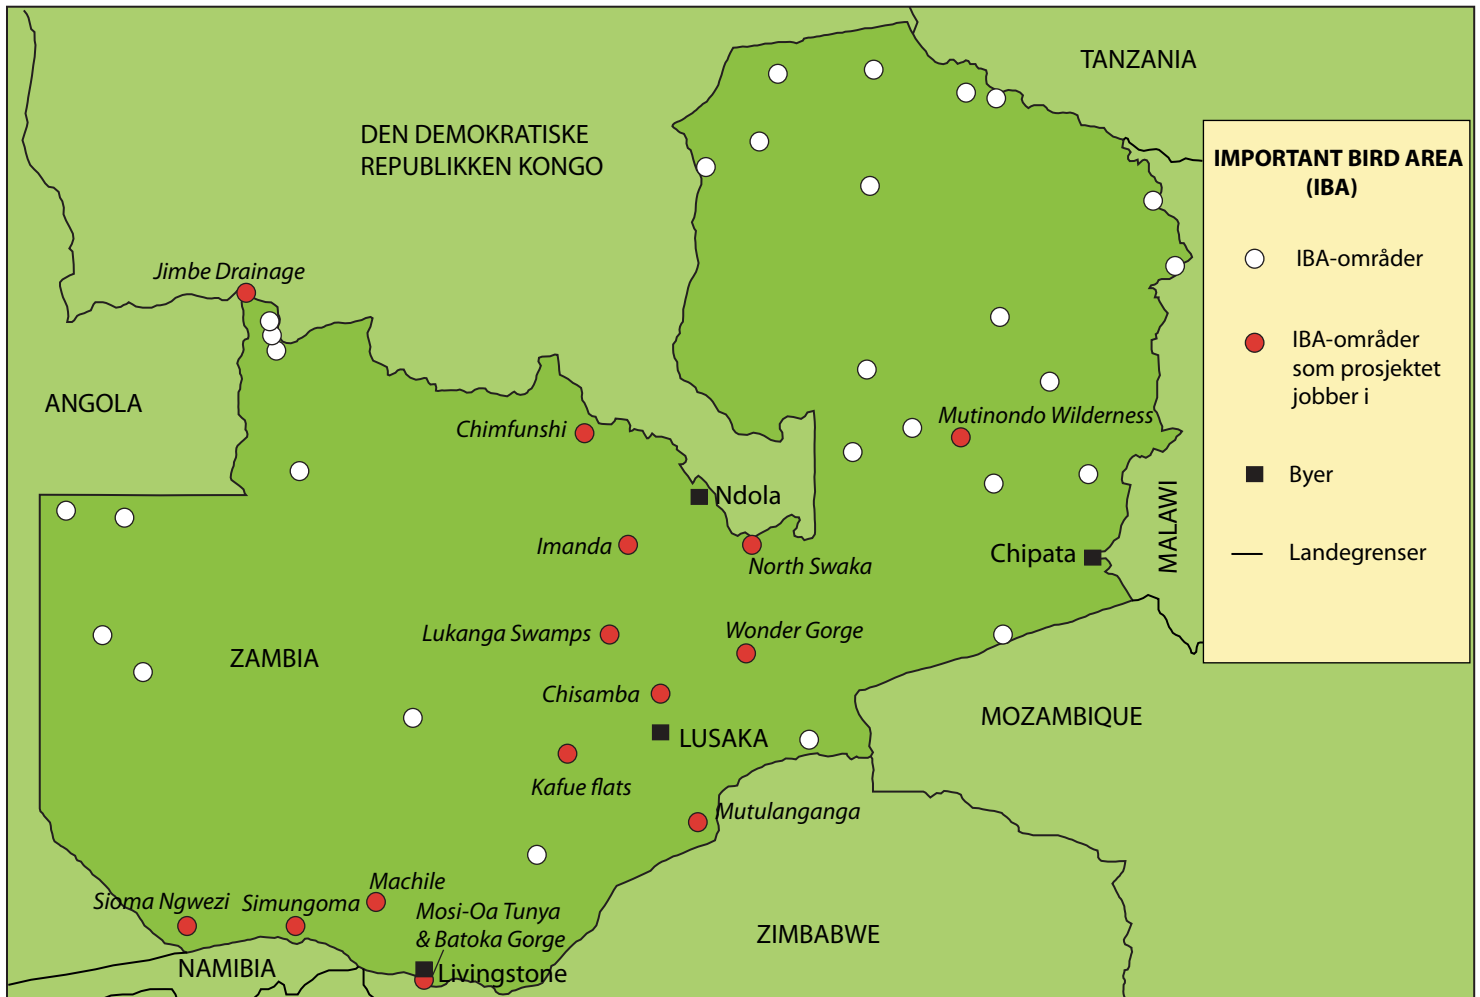 TANZANIA
DEN DEMOKRATISKE
REPUBLIKKEN KONGO
IMPORTANT BIRD AREA
(IBA)
IBA-områder
IBA-områder
som prosjektet
jobber i
Byer
Landegrenser
Jimbe Drainage
ANGOLA
Chimfunshi
Mutinondo Wilderness
Ndola
MALAWI
Imanda
North Swaka
Chipata
Lukanga Swamps
Wonder Gorge
ZAMBIA
Chisamba
LUSAKA
MOZAMBIQUE
Kafue flats
Mutulanganga
Machile
Sioma Ngwezi
Simungoma
Mosi-Oa Tunya
& Batoka Gorge
ZIMBABWE
NAMIBIA
Livingstone